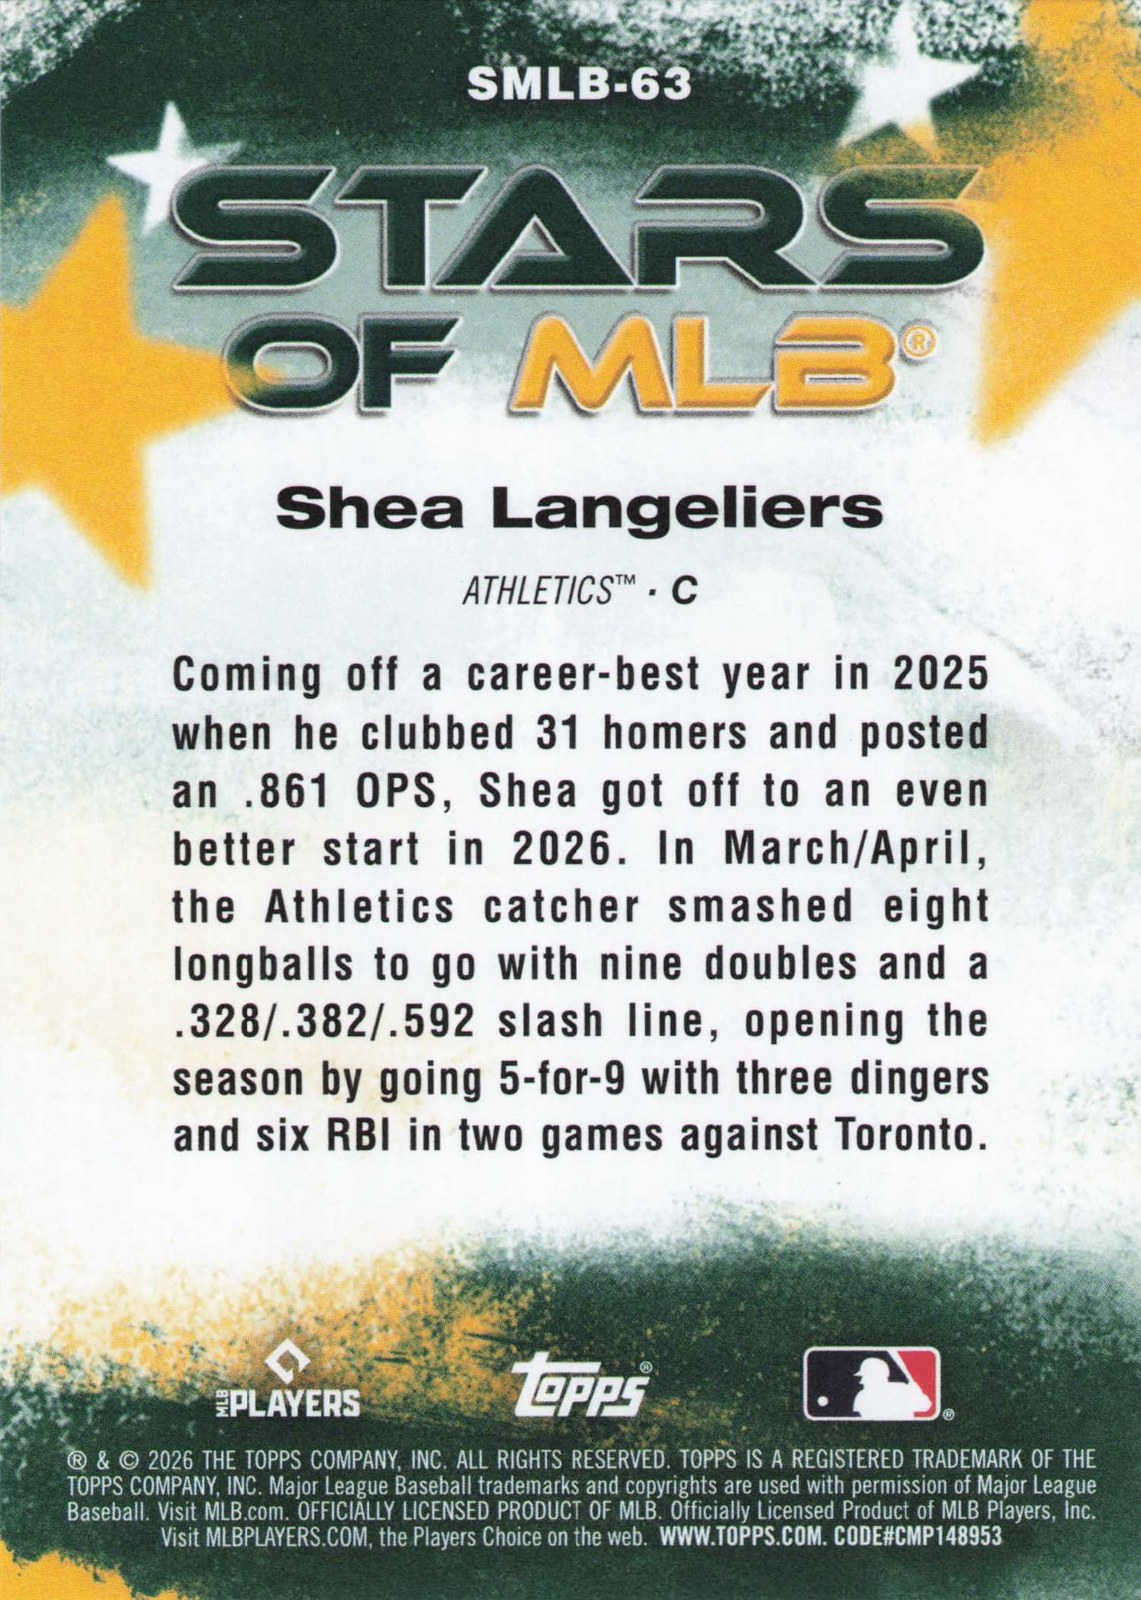 SMLB-63
STARS
OF MLB®
Shea Langeliers
ATHLETICS™ · C
Coming off a career-best year in 2025
when he clubbed 31 homers and posted
an .861 OPS, Shea got off to an even
better start in 2026. In March/April,
the Athletics catcher smashed eight
longballs to go with nine doubles and a
.328/.382/.592 slash line, opening the
season by going 5-for-9 with three dingers
and six RBI in two games against Toronto.
MLB PLAYERS
topps®
®
® & © 2026 THE TOPPS COMPANY, INC. ALL RIGHTS RESERVED. TOPPS IS A REGISTERED TRADEMARK OF THE
TOPPS COMPANY, INC. Major League Baseball trademarks and copyrights are used with permission of Major League
Baseball. Visit MLB.com. OFFICIALLY LICENSED PRODUCT OF MLB. Officially Licensed Product of MLB Players, Inc.
Visit MLBPLAYERS.COM, the Players Choice on the web. WWW.TOPPS.COM. CODE#CMP148953